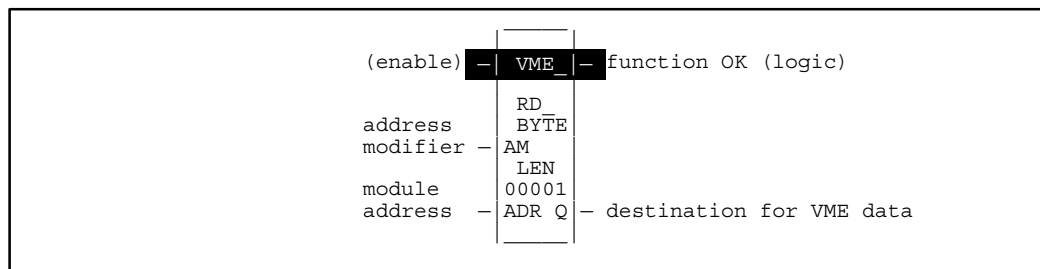 (enable) VME_ function OK (logic)
RD_
address BYTE
modifier AM
LEN
module 00001
address ADR Q destination for VME data